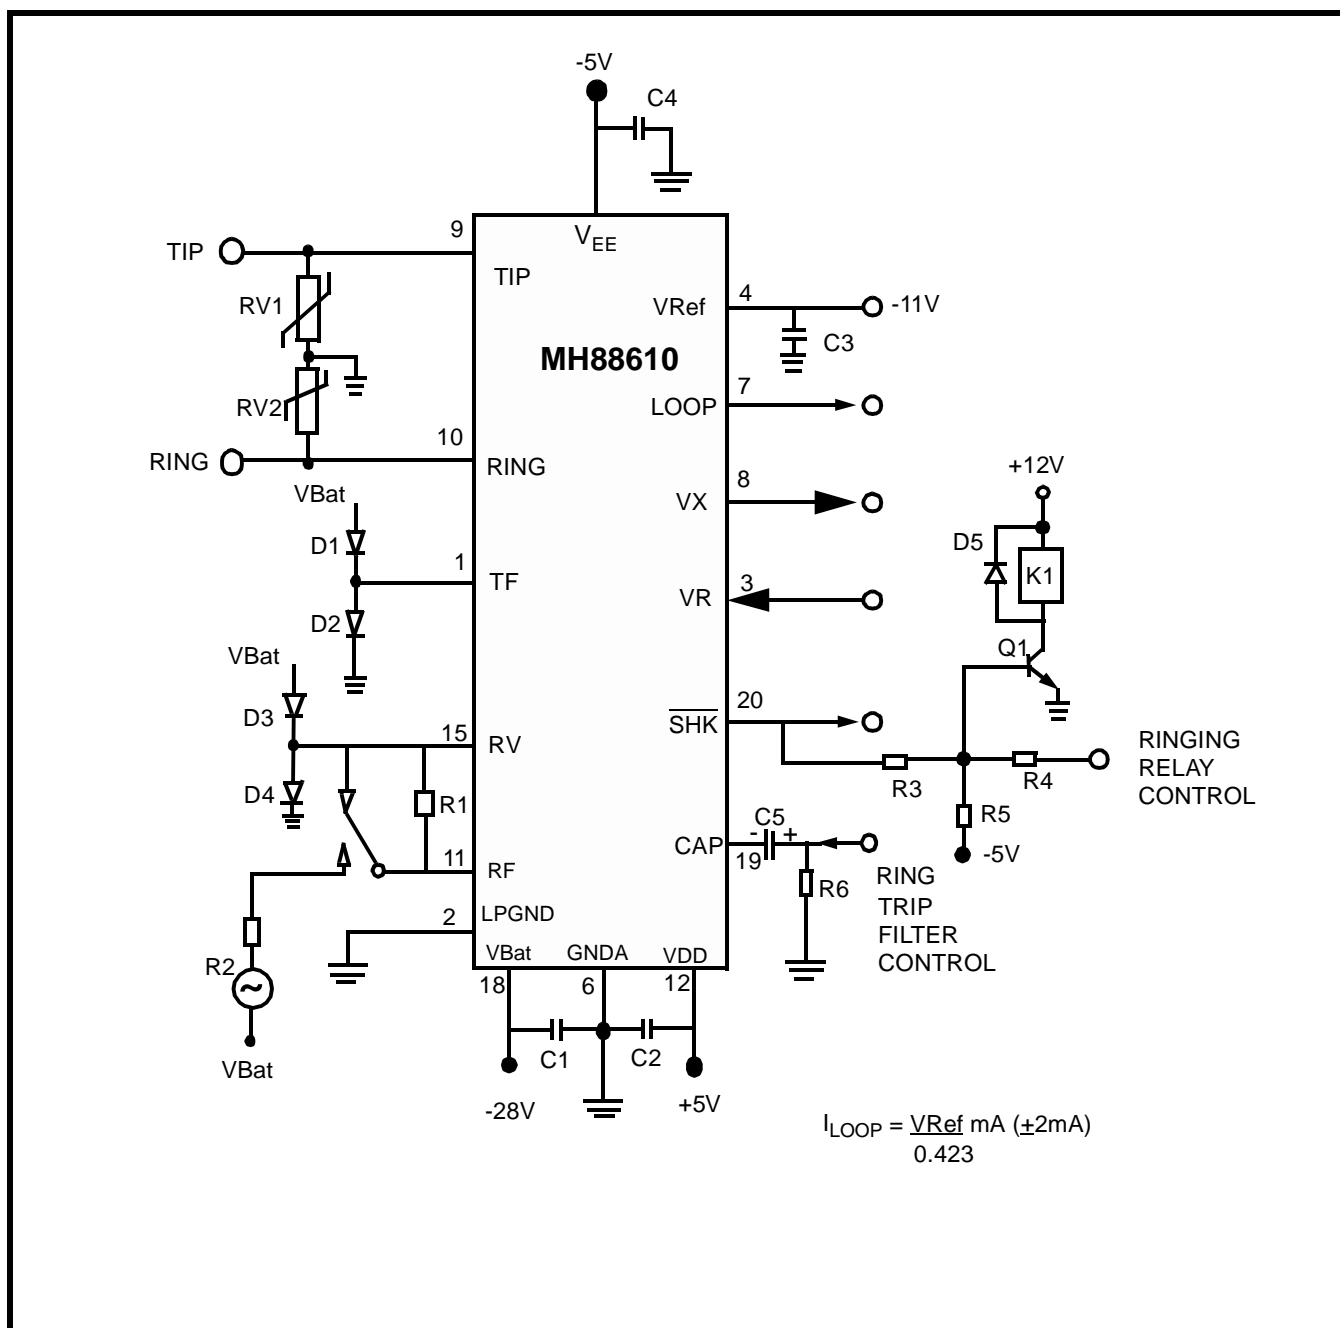 -5V
C4
9
VEE
TIP
TIP
4
VRef
-11V
RV1
C3
MH88610
7
RV2
LOOP
10
RING
RING
+12V
VBat
8
VX
D5
D1
1
K1
TF
3
VR
D2
Q1
VBat
20
D3
SHK
15
RV
RINGING
RELAY
CONTROL
R3
R4
D4
R1
C5
R5
- +
CAP
-5V
11
RF
19
R6
RING
TRIP
FILTER
CONTROL
2
LPGND
VBat
GNDA
VDD
R2
~
18
6
12
VBat
C1
C2
-28V
+5V
ILOOP = VRef mA (±2mA)
0.423